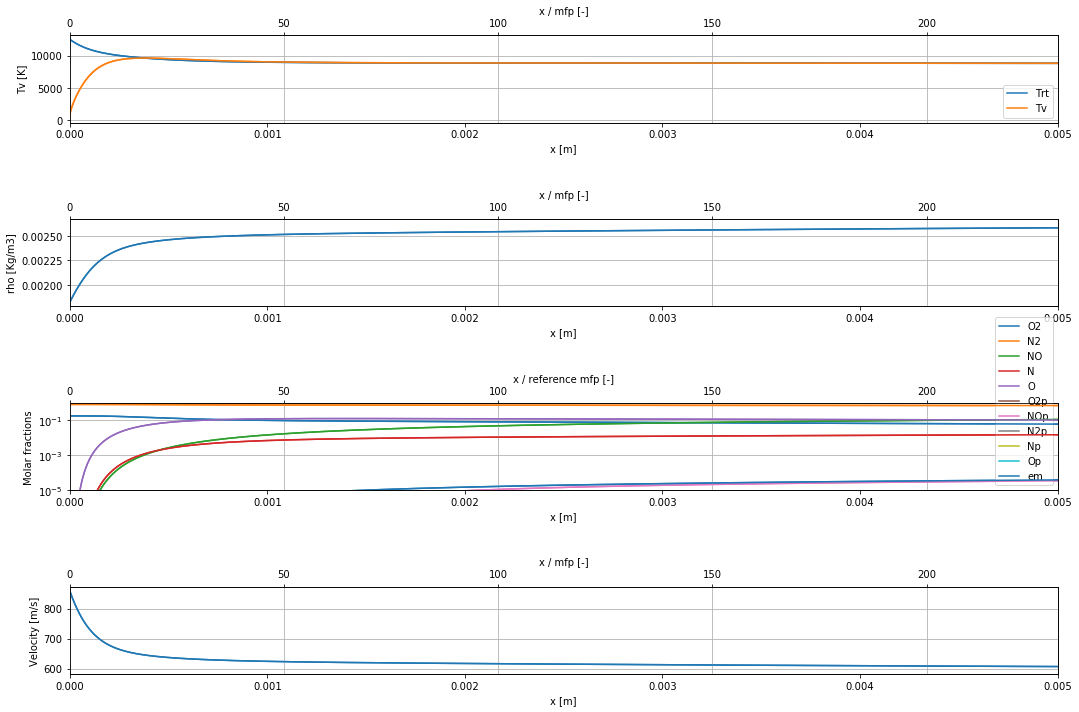 x / mfp [-]
0 50 100 150 200
Tv [K]
10000
5000
0
Trt
Tv
0.000 0.001 0.002 0.003 0.004 0.005
x [m]
x / mfp [-]
0 50 100 150 200
rho [Kg/m3]
0.00250
0.00225
0.00200
0.000 0.001 0.002 0.003 0.004 0.005
x [m]
x / reference mfp [-]
0 50 100 150 200
Molar fractions
10⁻¹
10⁻³
10⁻⁵
O2
N2
NO
N
O
O2p
NOp
N2p
Np
Op
em
0.000 0.001 0.002 0.003 0.004 0.005
x [m]
x / mfp [-]
0 50 100 150 200
Velocity [m/s]
800
700
600
0.000 0.001 0.002 0.003 0.004 0.005
x [m]